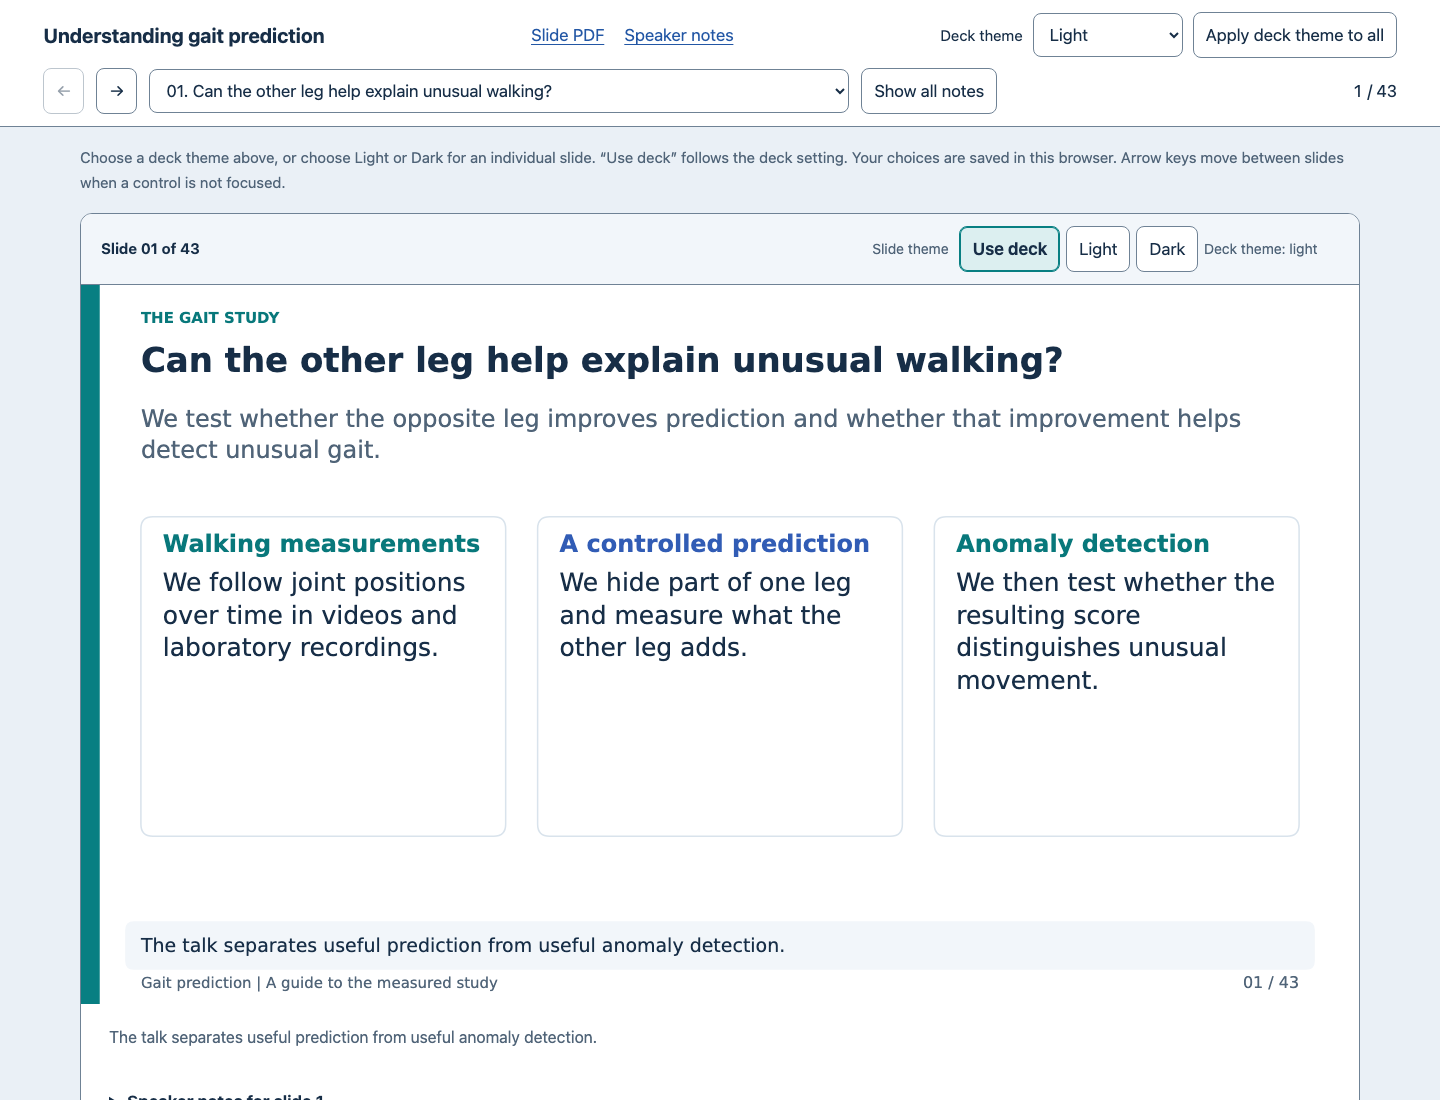 Understanding gait prediction
Slide PDF
Speaker notes
Deck theme
Light
Apply deck theme to all
←
→
01. Can the other leg help explain unusual walking?
Show all notes
1 / 43
Choose a deck theme above, or choose Light or Dark for an individual slide. “Use deck” follows the deck setting. Your choices are saved in this browser. Arrow keys move between slides
when a control is not focused.
Slide 01 of 43
Slide theme
Use deck
Light
Dark
Deck theme: light
THE GAIT STUDY
Can the other leg help explain unusual walking?
We test whether the opposite leg improves prediction and whether that improvement helps
detect unusual gait.
Walking measurements
We follow joint positions
over time in videos and
laboratory recordings.
A controlled prediction
We hide part of one leg
and measure what the
other leg adds.
Anomaly detection
We then test whether the
resulting score
distinguishes unusual
movement.
The talk separates useful prediction from useful anomaly detection.
Gait prediction | A guide to the measured study
01 / 43
The talk separates useful prediction from useful anomaly detection.
Speaker notes for slide 1